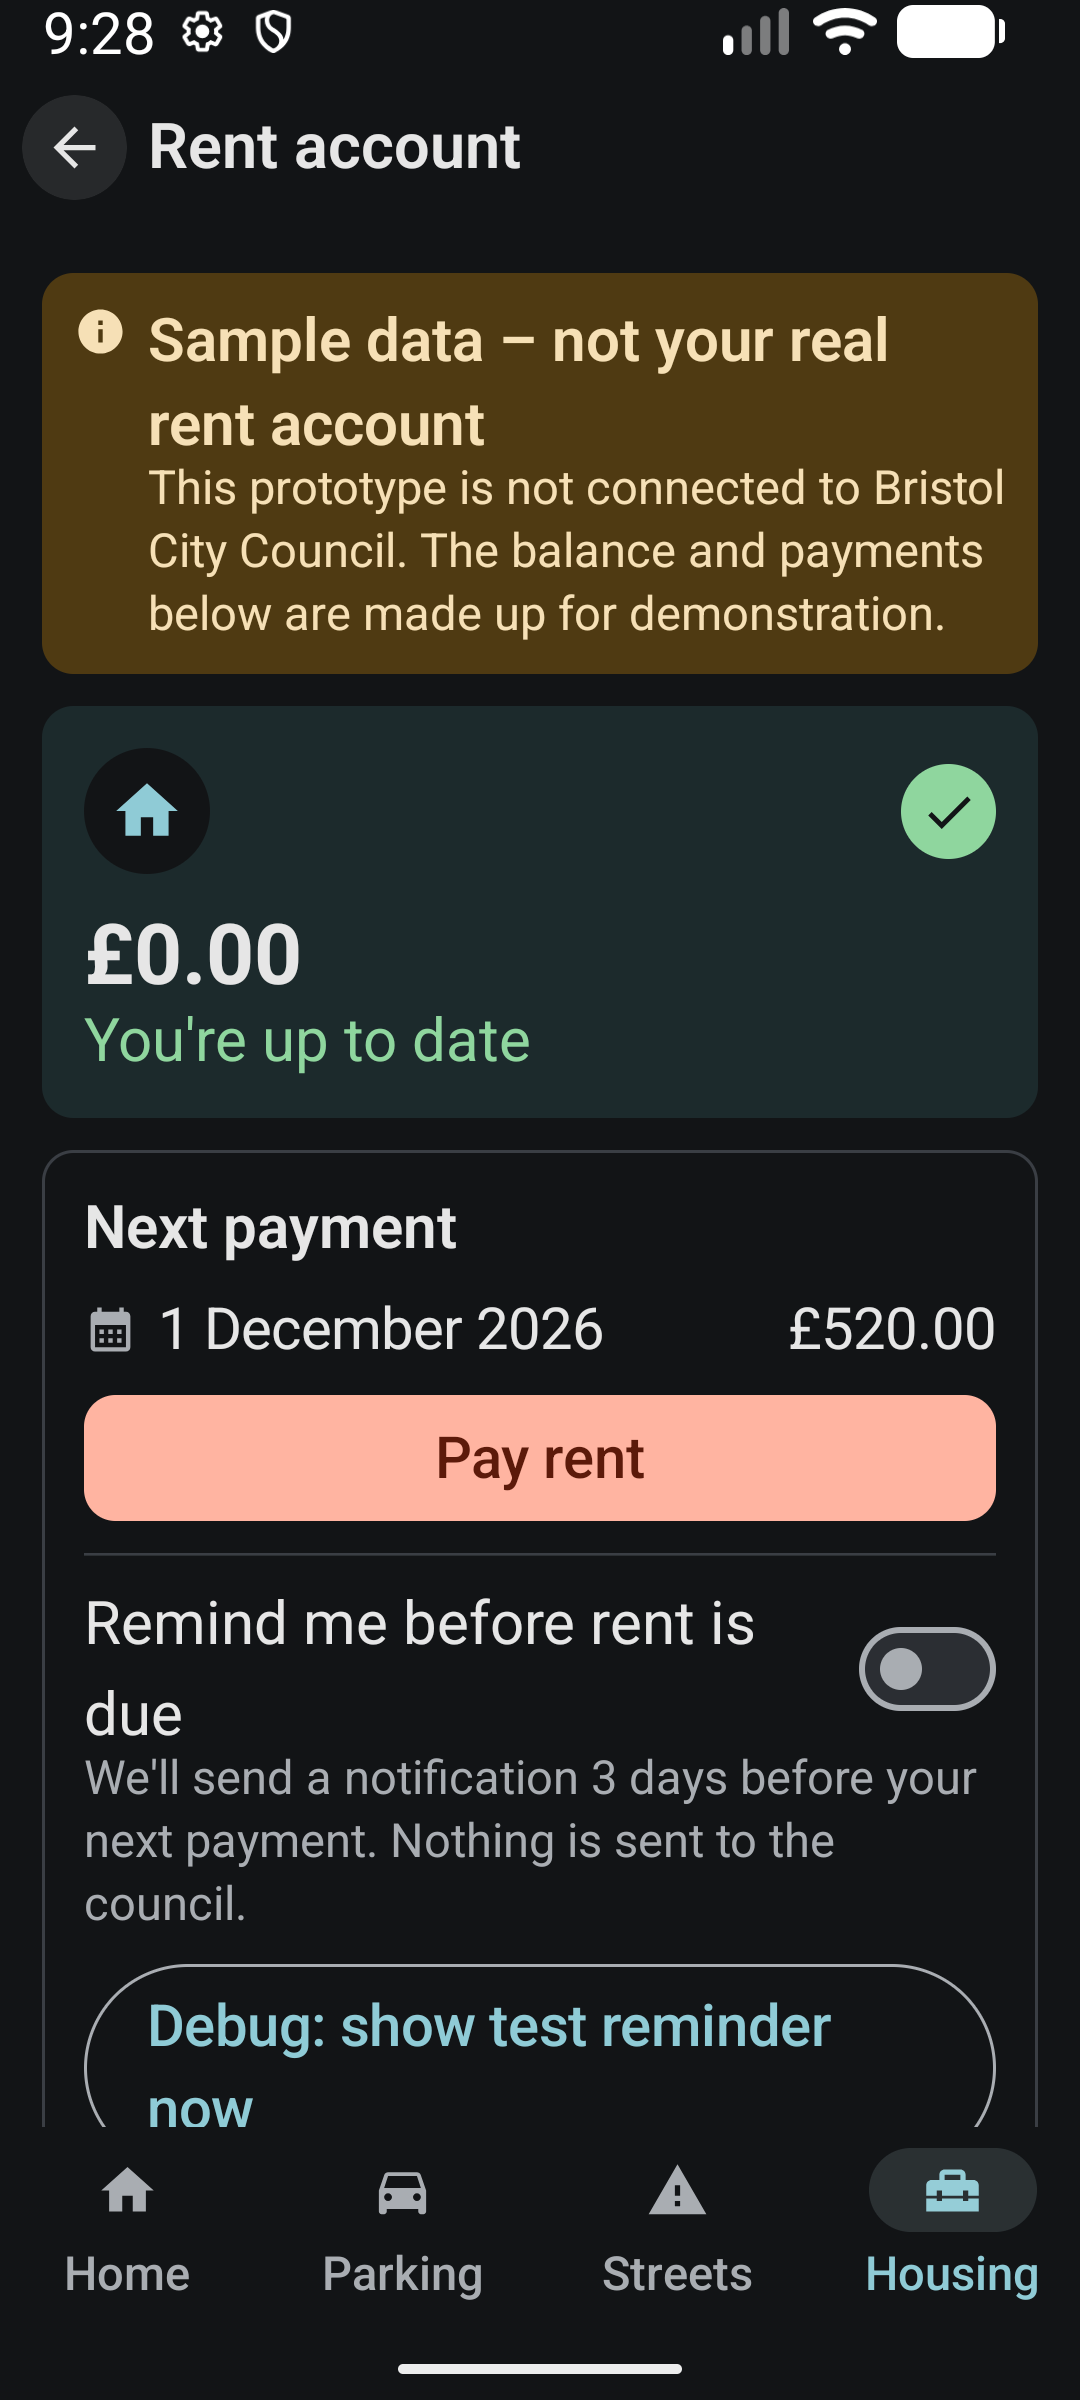 9:28
Rent account
Sample data – not your real
rent account
This prototype is not connected to Bristol
City Council. The balance and payments
below are made up for demonstration.
£0.00
You're up to date
Next payment
1 December 2026 £520.00
Pay rent
Remind me before rent is
due
We'll send a notification 3 days before your
next payment. Nothing is sent to the
council.
Debug: show test reminder
now
Home Parking Streets Housing